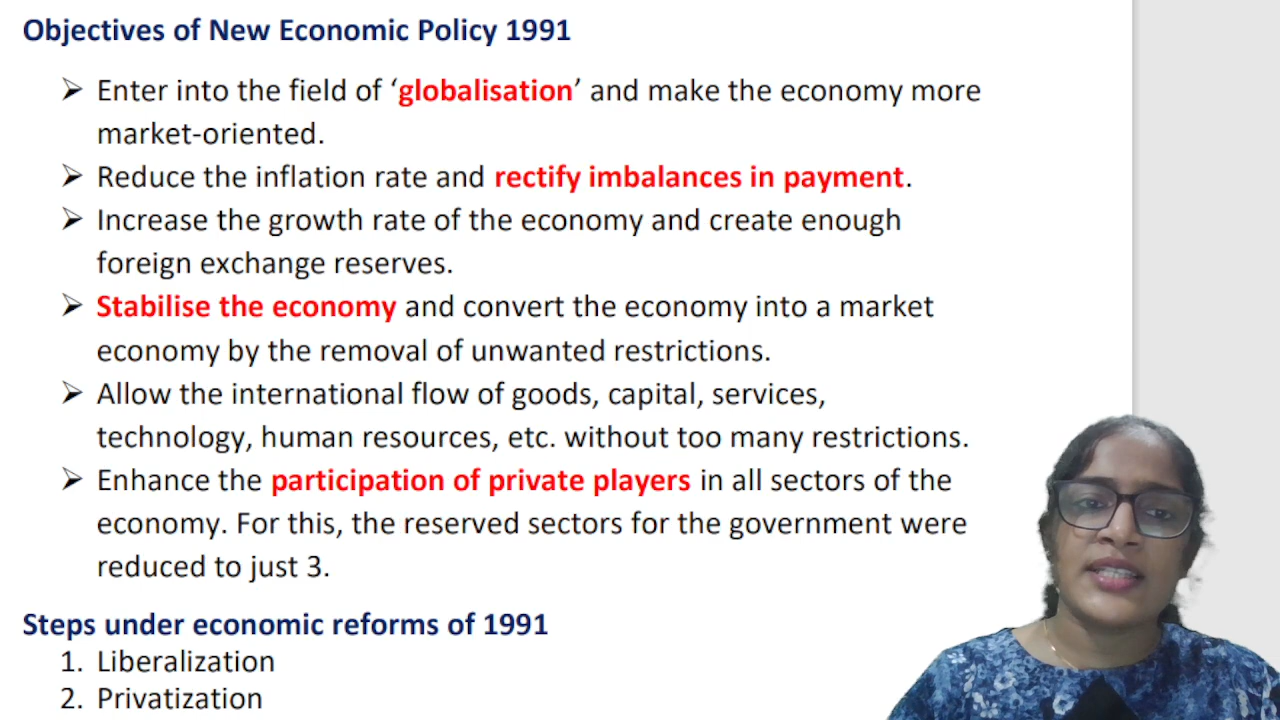 Objectives of New Economic Policy 1991
➢ Enter into the field of ‘globalisation’ and make the economy more
market-oriented.
➢ Reduce the inflation rate and rectify imbalances in payment.
➢ Increase the growth rate of the economy and create enough
foreign exchange reserves.
➢ Stabilise the economy and convert the economy into a market
economy by the removal of unwanted restrictions.
➢ Allow the international flow of goods, capital, services,
technology, human resources, etc. without too many restrictions.
➢ Enhance the participation of private players in all sectors of the
economy. For this, the reserved sectors for the government were
reduced to just 3.
Steps under economic reforms of 1991
1. Liberalization
2. Privatization